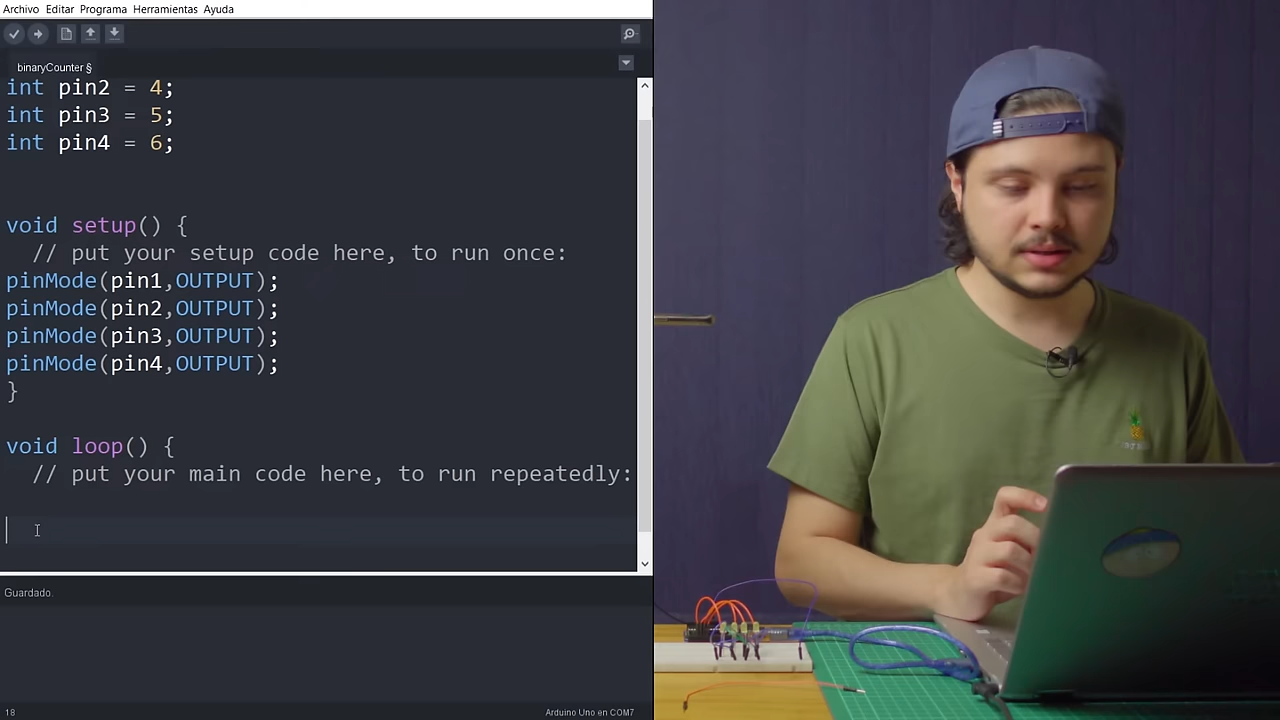 Archivo Editar Programa Herramientas Ayuda
binaryCounter §
int pin2 = 4;
int pin3 = 5;
int pin4 = 6;
void setup() {
// put your setup code here, to run once:
pinMode(pin1,OUTPUT);
pinMode(pin2,OUTPUT);
pinMode(pin3,OUTPUT);
pinMode(pin4,OUTPUT);
}
void loop() {
// put your main code here, to run repeatedly:
Guardado.
18
Arduino Uno en COM7